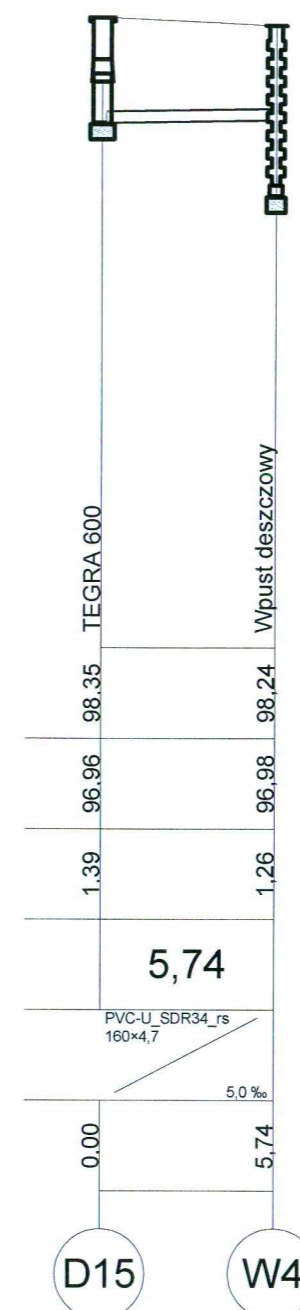 TEGRA 600
Wpust deszczowy
98.35
98,24
96.96
96,98
1.39
1,26
5,74
PVC-U_SDR34_rs
160×4,7
5,0 ‰
0.00
5,74
D15
W4